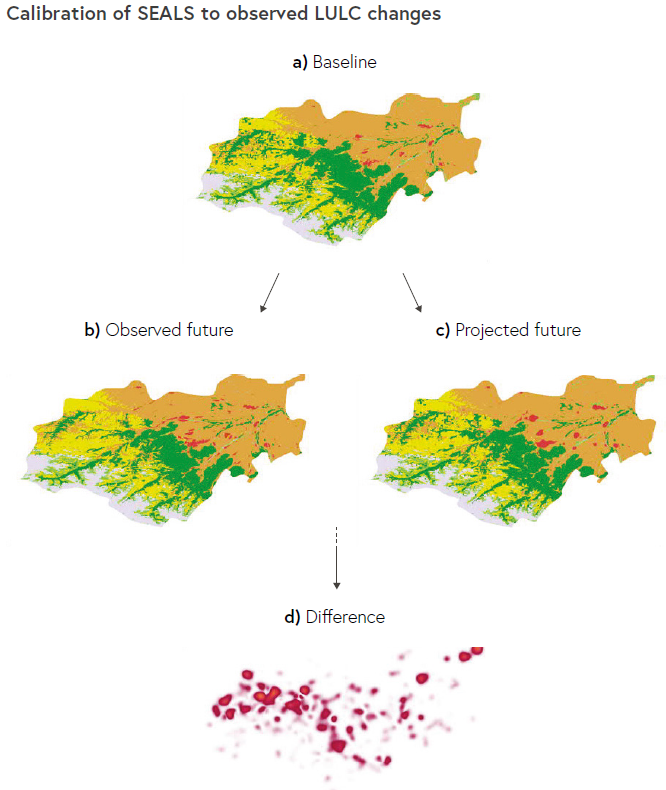 Calibration of SEALS to observed LULC changes
a) Baseline
b) Observed future
c) Projected future
d) Difference